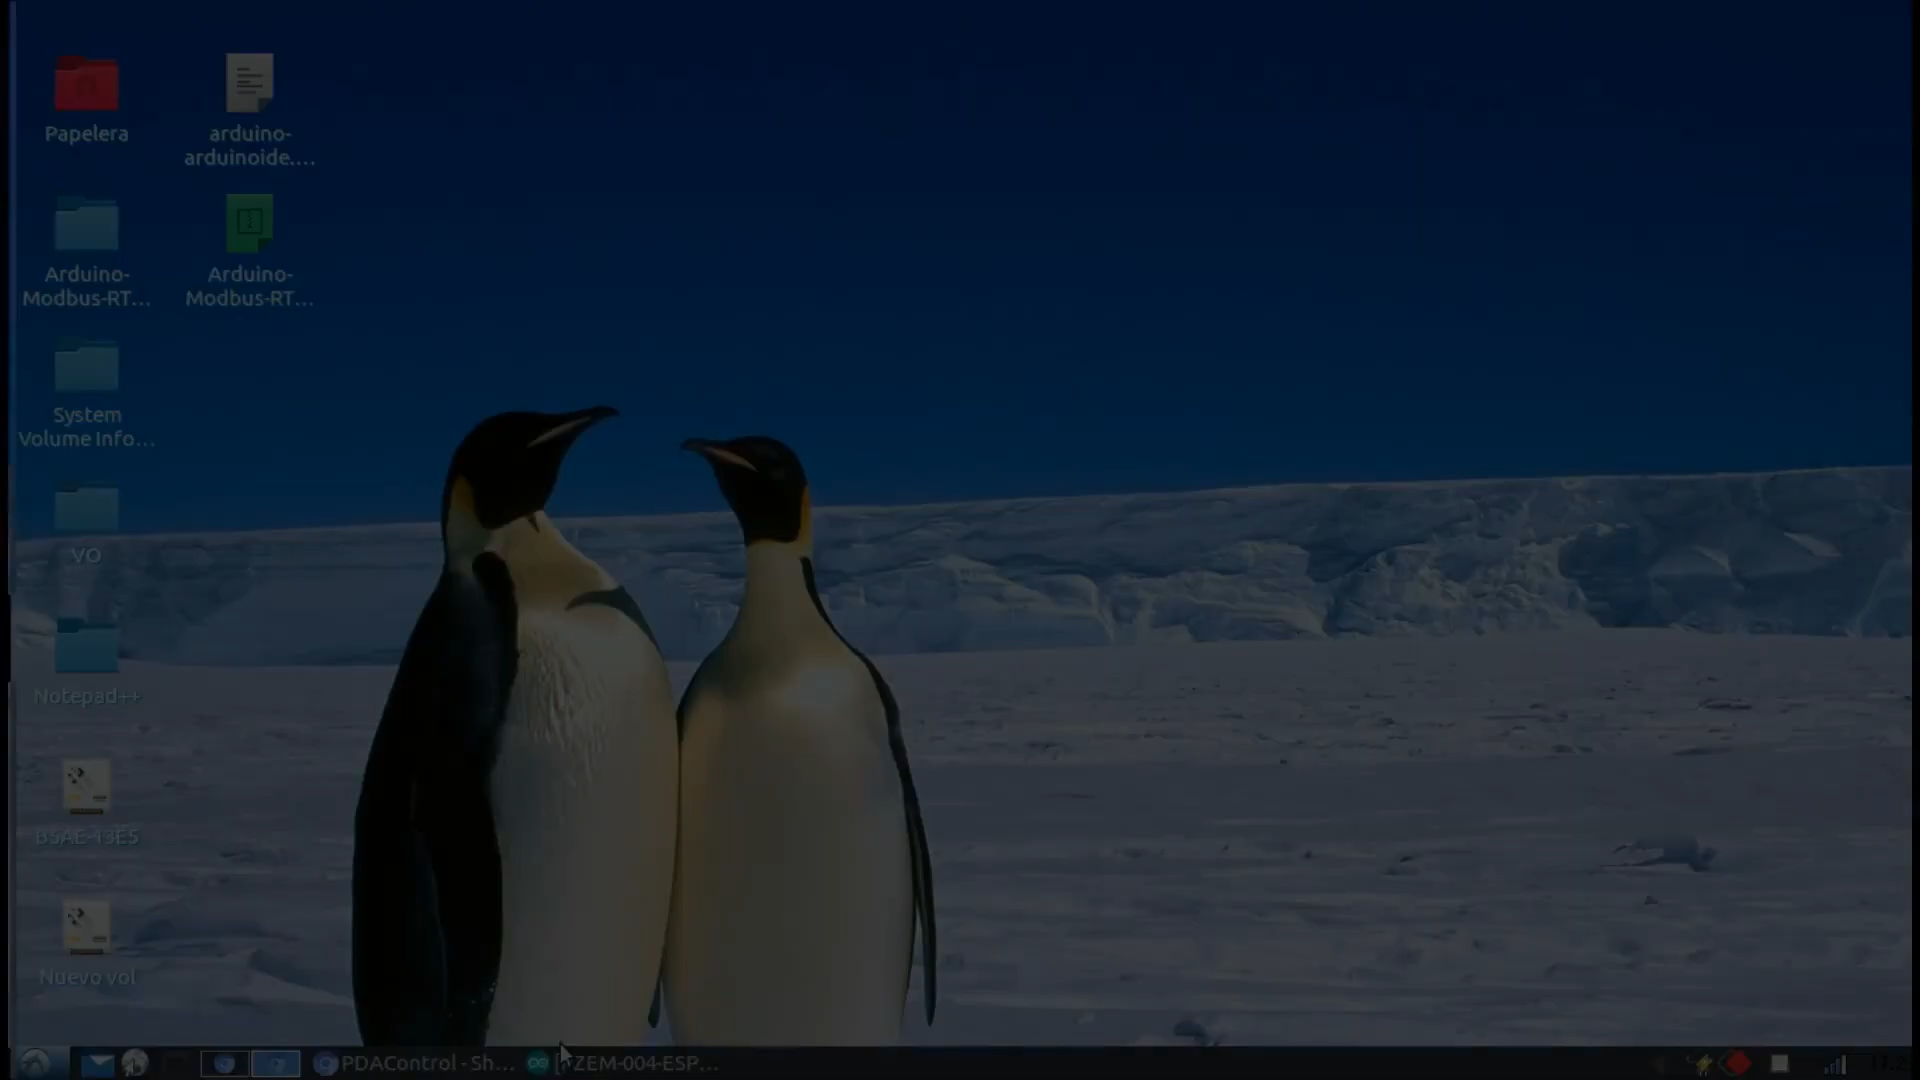 Papelera
arduino-
arduinoide....
Arduino-
Modbus-RT...
Arduino-
Modbus-RT...
System
Volume Info...
VO
Notepad++
BSAE-13E5
Nuevo vol
PDAControl - Sh...
ZEM-004-ESP...